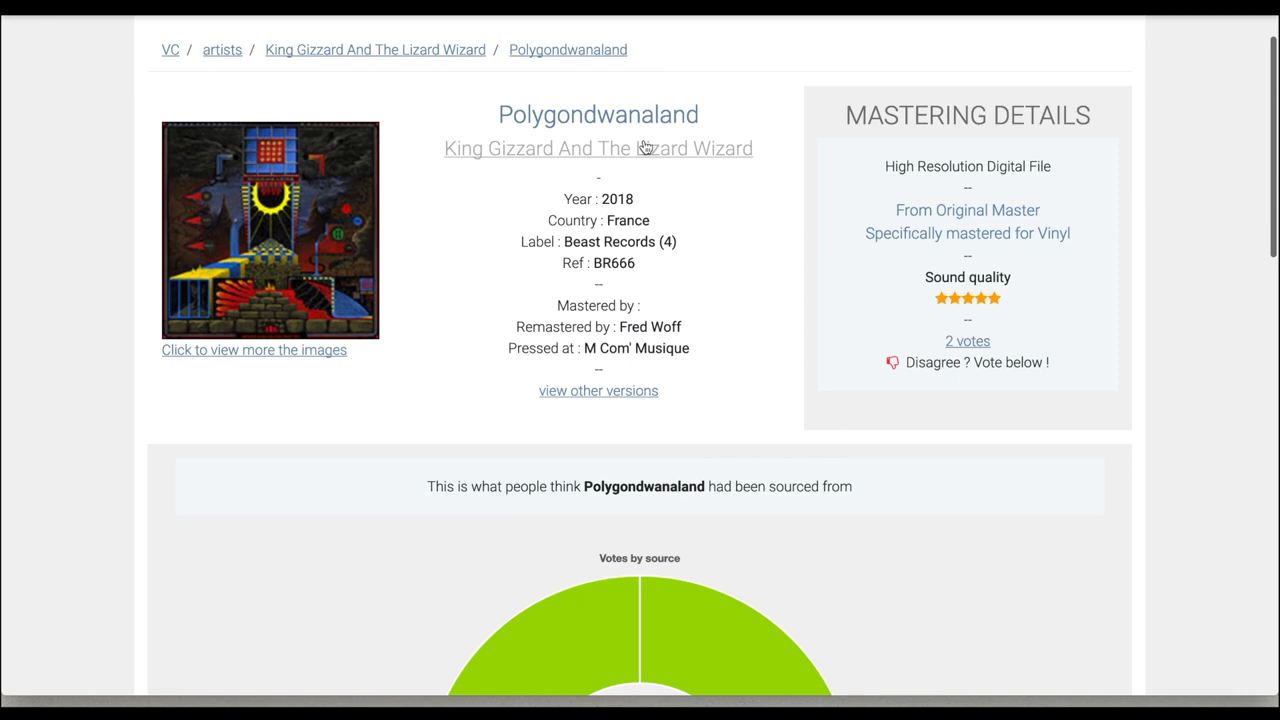 VC / artists / King Gizzard And The Lizard Wizard / Polygondwanaland
Polygondwanaland
King Gizzard And The Lizard Wizard
-
Year : 2018
Country : France
Label : Beast Records (4)
Ref : BR666
--
Mastered by :
Remastered by : Fred Woff
Pressed at : M Com' Musique
--
view other versions
Click to view more the images
MASTERING DETAILS
High Resolution Digital File
--
From Original Master
Specifically mastered for Vinyl
--
Sound quality
--
2 votes
Disagree ? Vote below !
This is what people think Polygondwanaland had been sourced from
Votes by source